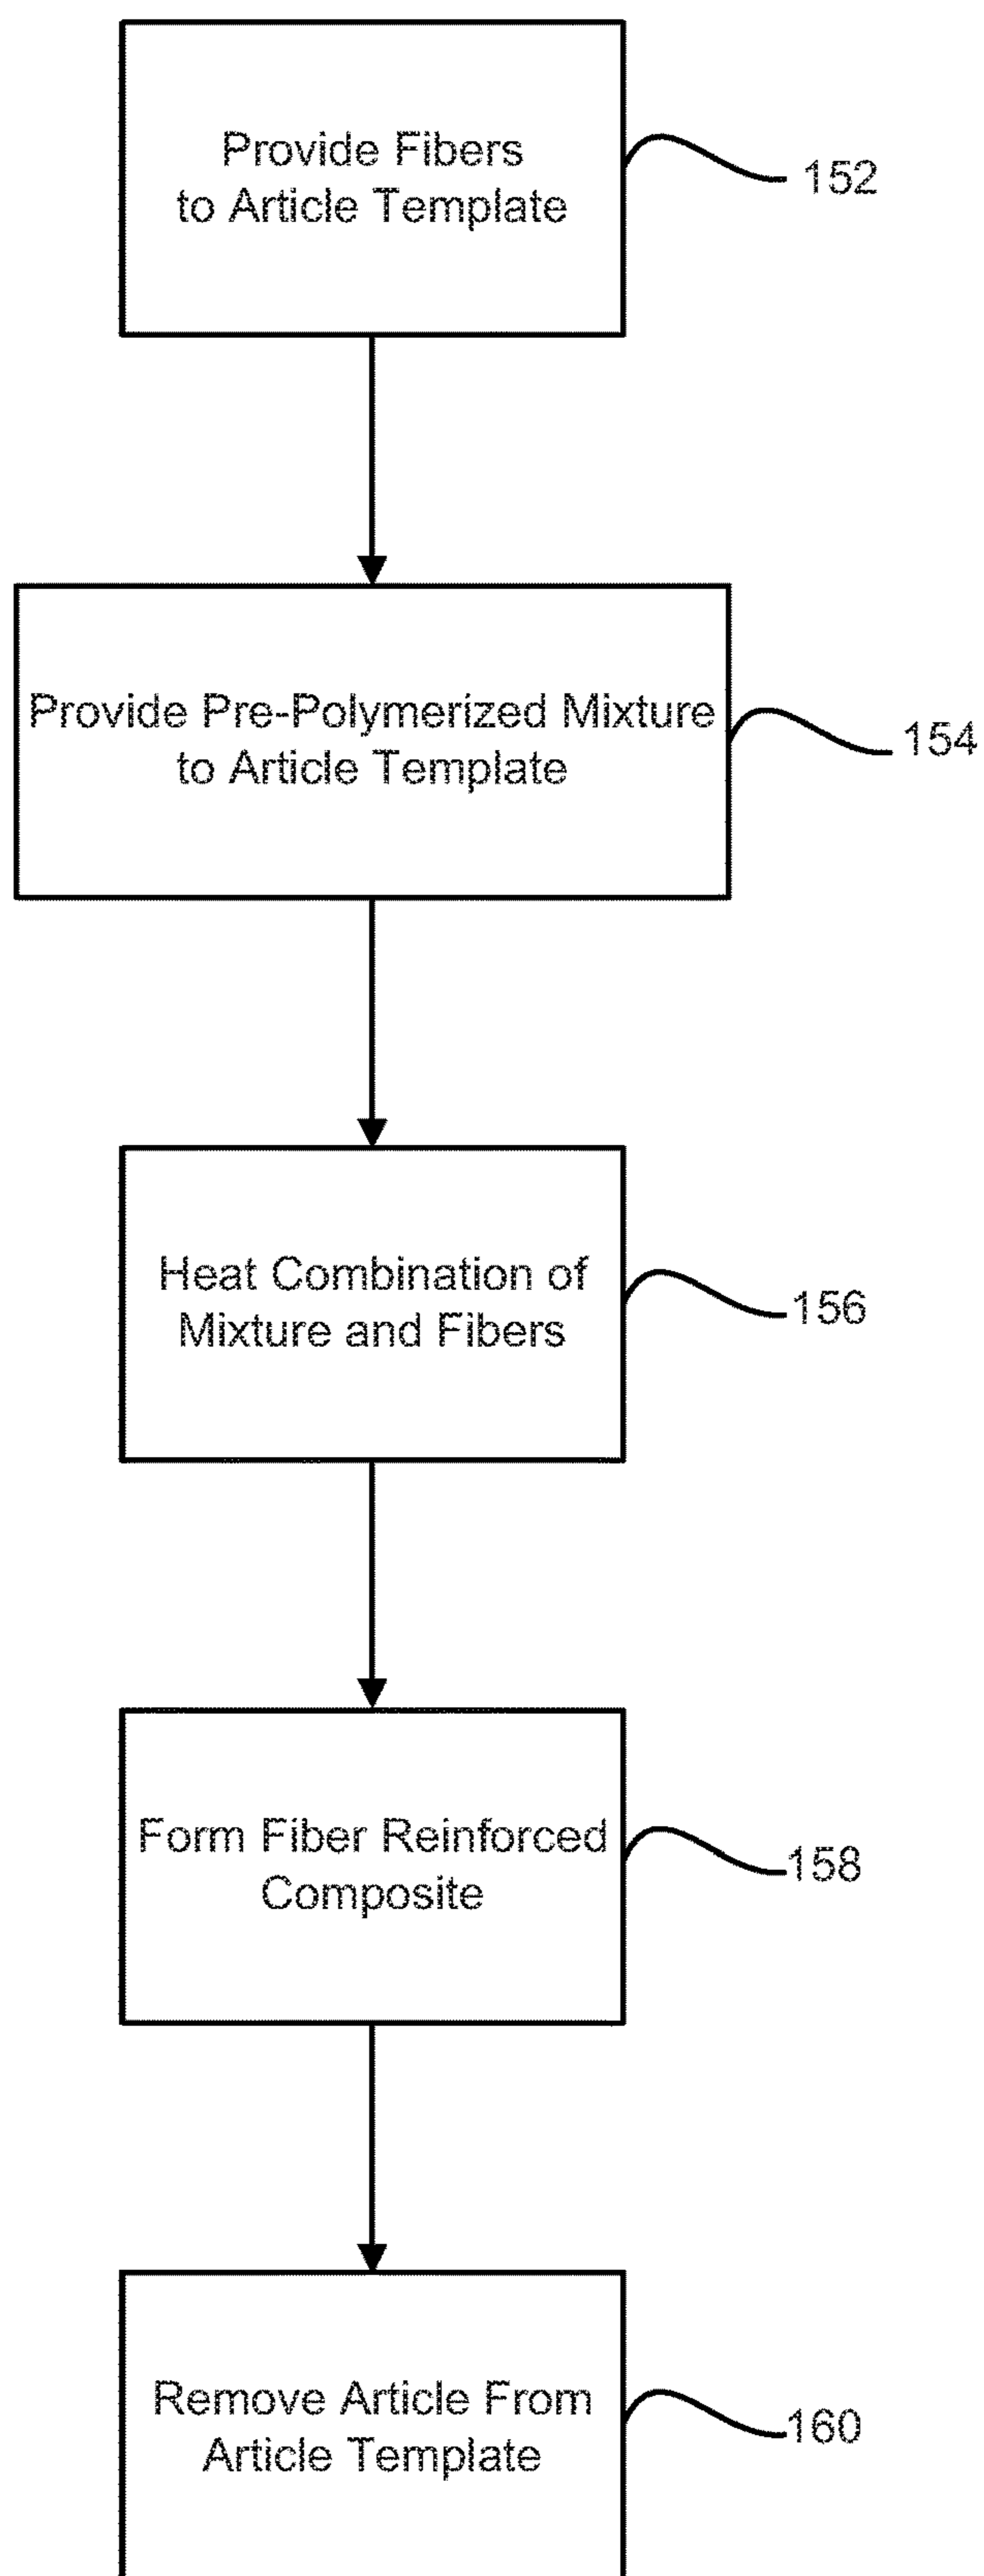 Provide Fibers
to Article Template
152
Provide Pre-Polymerized Mixture
to Article Template
154
Heat Combination of
Mixture and Fibers
156
Form Fiber Reinforced
Composite
158
Remove Article From
Article Template
160